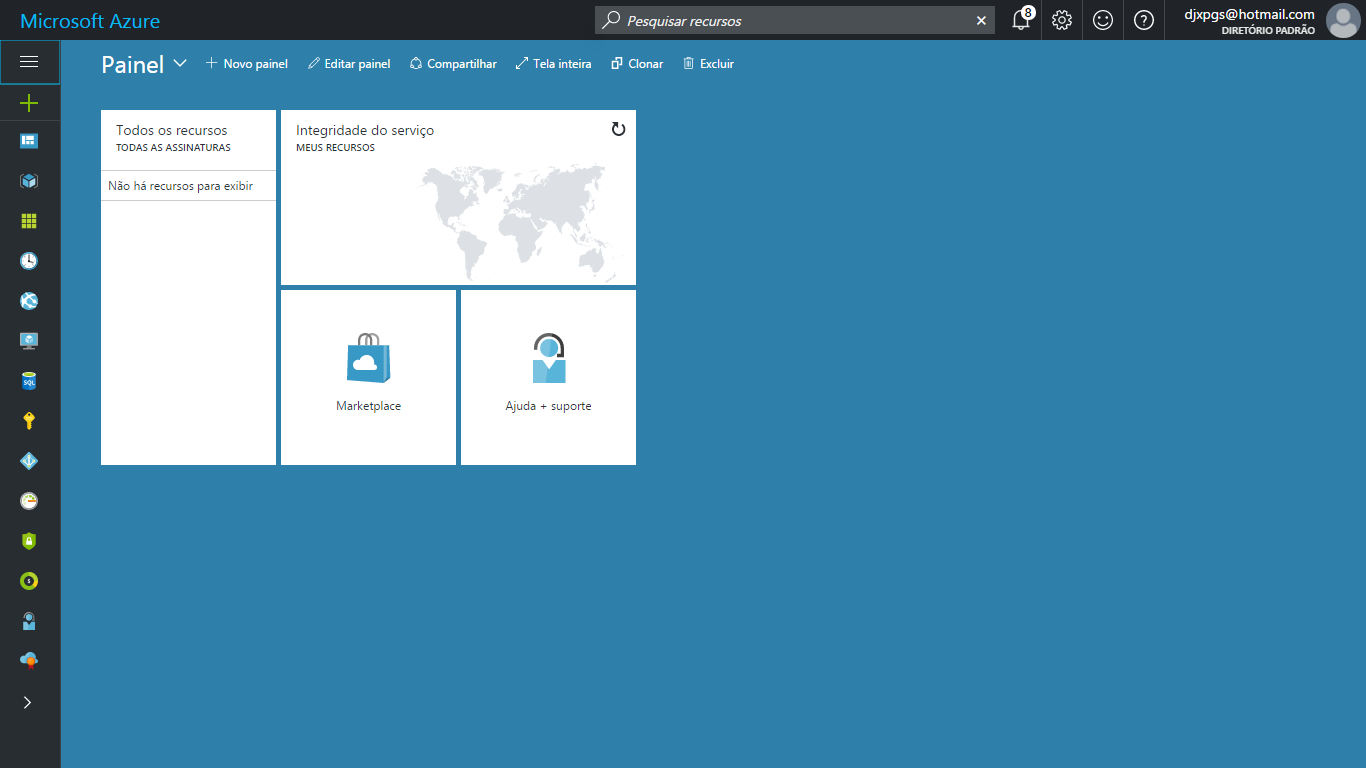 Microsoft Azure
Pesquisar recursos
8
djxpgs@hotmail.com
DIRETÓRIO PADRÃO
Painel
Novo painel
Editar painel
Compartilhar
Tela inteira
Clonar
Excluir
Todos os recursos
TODAS AS ASSINATURAS
Não há recursos para exibir
Integridade do serviço
MEUS RECURSOS
Marketplace
Ajuda + suporte
SQL